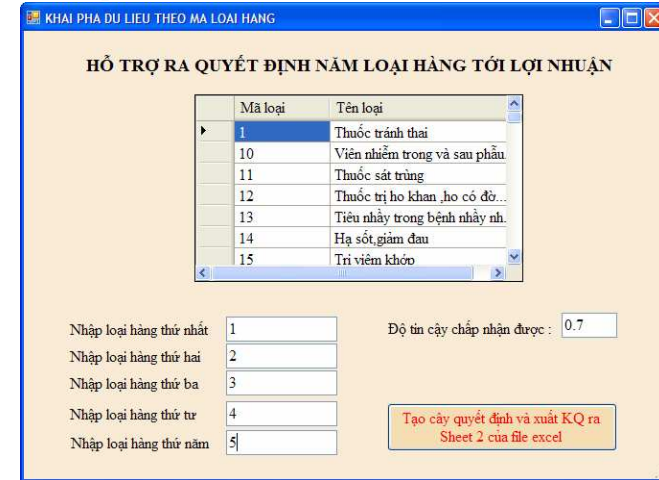 KHAI PHA DU LIEU THEO MA LOAI HANG
HỖ TRỢ RA QUYẾT ĐỊNH NĂM LOẠI HÀNG TỚI LỢI NHUẬN
Mã loại Tên loại
1 Thuốc tránh thai
10 Viên nhiễm trong và sau phẫu
11 Thuốc sát trùng
12 Thuốc trị ho khan ,ho có đờ...
13 Tiêu nhầy trong bệnh nhầy nh.
14 Hạ sốt,giảm đau
15 Trị viêm khớp
Nhập loại hàng thứ nhất 1 Độ tin cậy chấp nhận được : 0.7
Nhập loại hàng thứ hai 2
Nhập loại hàng thứ ba 3
Nhập loại hàng thứ tư 4
Nhập loại hàng thứ năm 5
Tạo cây quyết định và xuất KQ ra
Sheet 2 của file excel